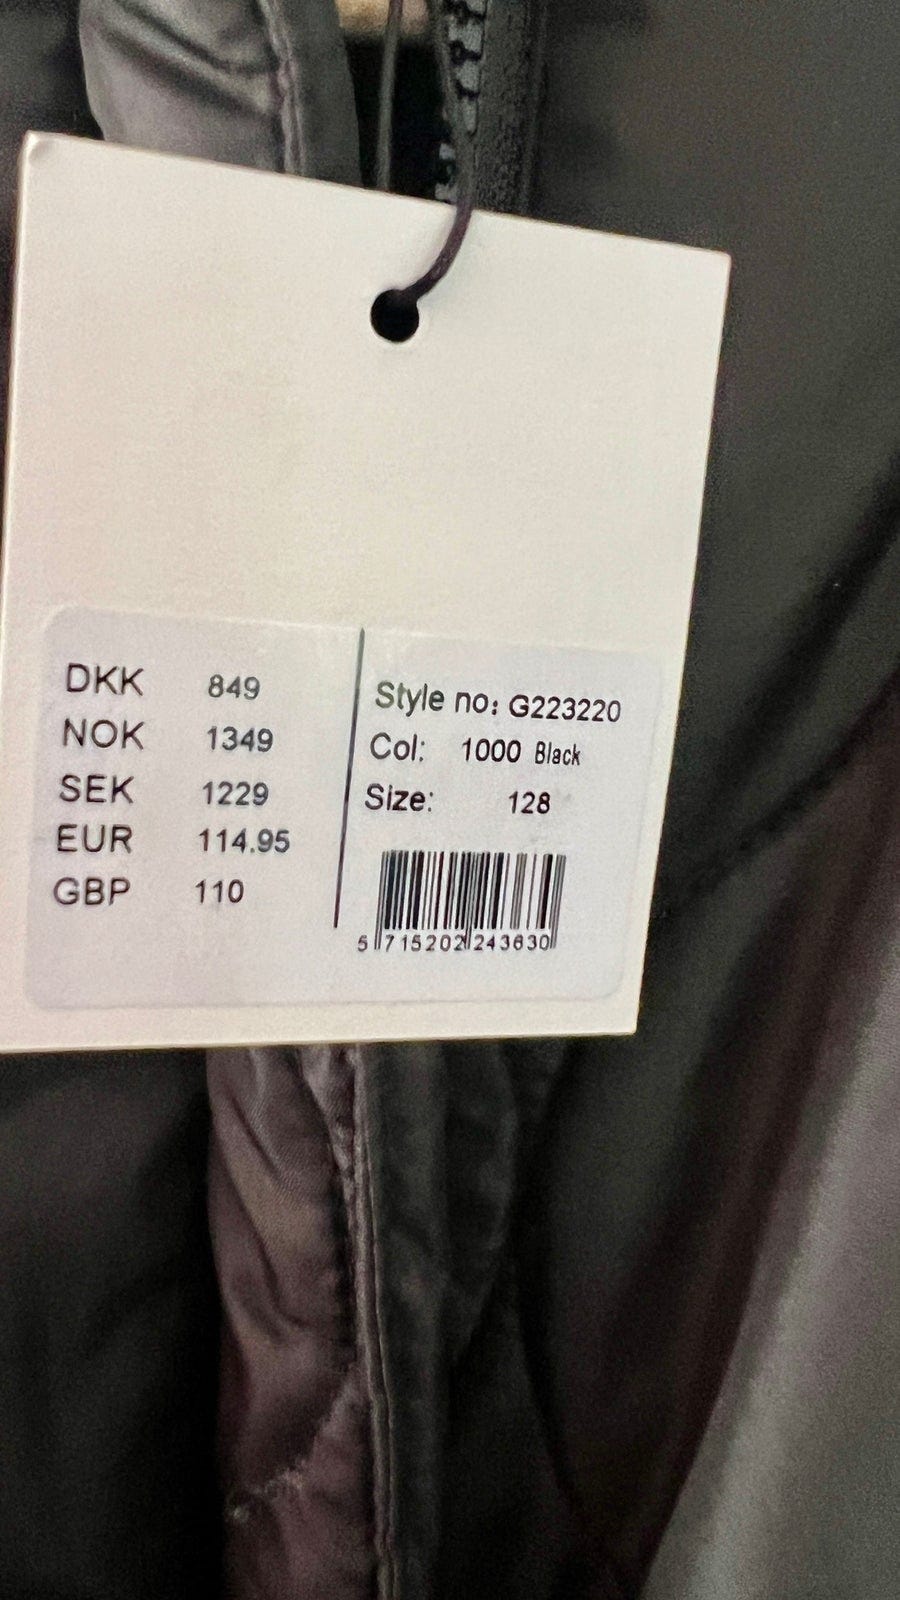 DKK 849
NOK 1349
SEK 1229
EUR 114.95
GBP 110
Style no: G223220
Col: 1000 Black
Size: 128
5 715202 243630